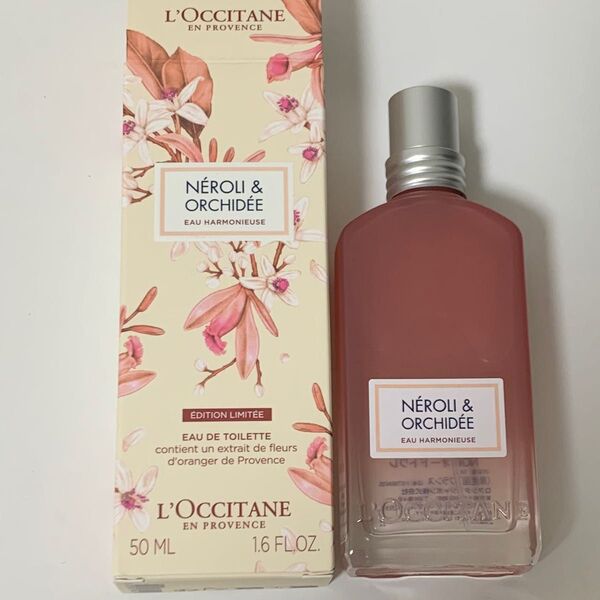 L'OCCITANE
EN PROVENCE
NÉROLI &
ORCHIDÉE
EAU HARMONIEUSE
ÉDITION LIMITÉE
EAU DE TOILETTE
contient un extrait de fleurs
d'oranger de Provence
L'OCCITANE
EN PROVENCE
50 ML 1.6 FL.OZ.
NÉROLI &
ORCHIDÉE
EAU HARMONIEUSE
L'OCCITANE